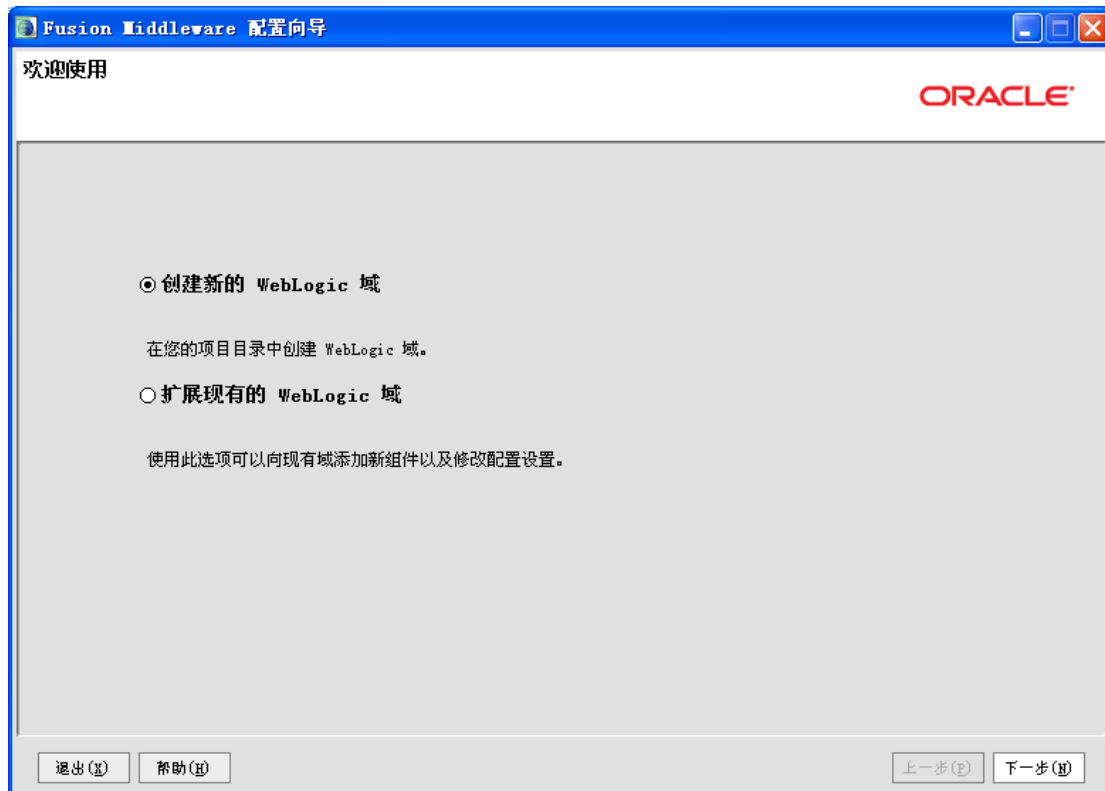 Fusion Middleware 配置向导
欢迎使用
ORACLE
创建新的 WebLogic 域
在您的项目目录中创建 WebLogic 域。
扩展现有的 WebLogic 域
使用此选项可以向现有域添加新组件以及修改配置设置。
退出(X) 帮助(H) 上一步(P) 下一步(N)